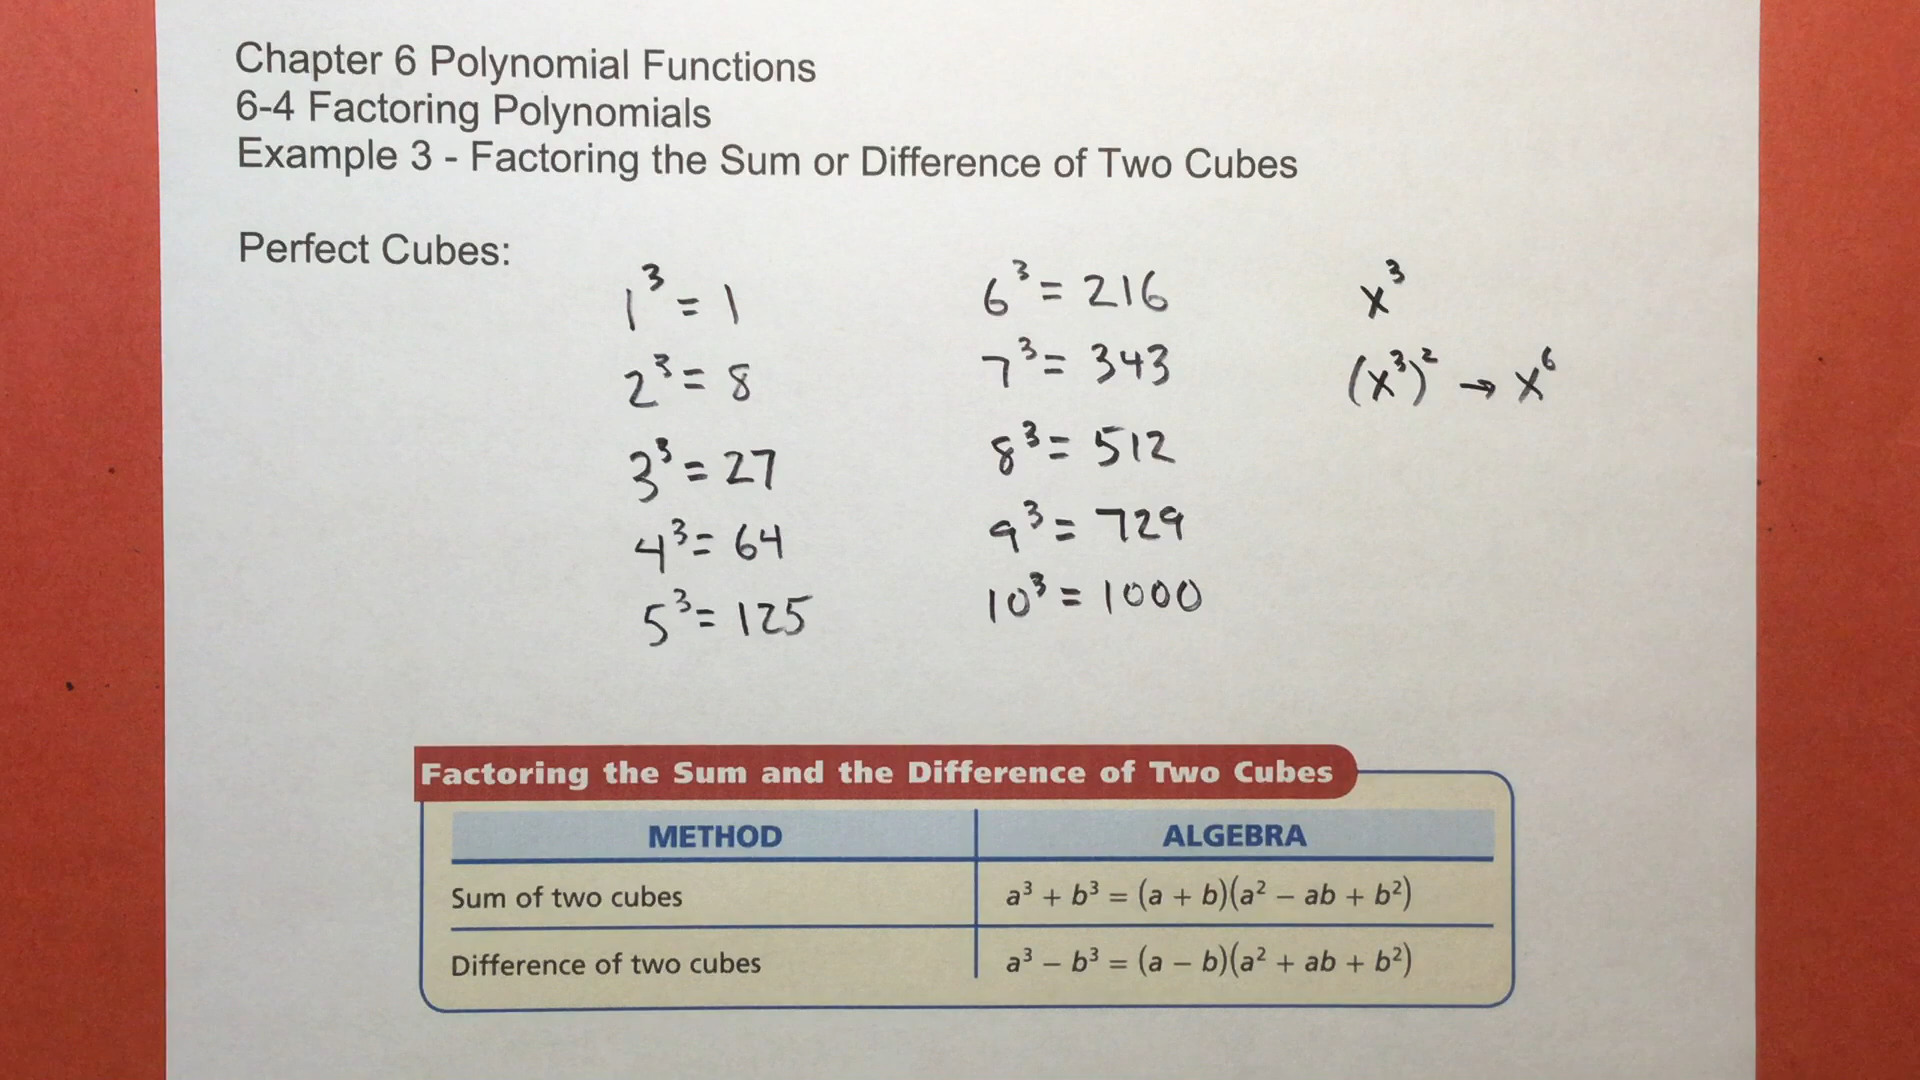 Chapter 6 Polynomial Functions
6-4 Factoring Polynomials
Example 3 - Factoring the Sum or Difference of Two Cubes
Perfect Cubes:
1³ = 1
2³ = 8
3³ = 27
4³ = 64
5³ = 125
6³ = 216
7³ = 343
8³ = 512
9³ = 729
10³ = 1000
x³
(x³)² → x⁶
Factoring the Sum and the Difference of Two Cubes
METHOD ALGEBRA
Sum of two cubes a³ + b³ = (a + b)(a² – ab + b²)
Difference of two cubes a³ – b³ = (a – b)(a² + ab + b²)